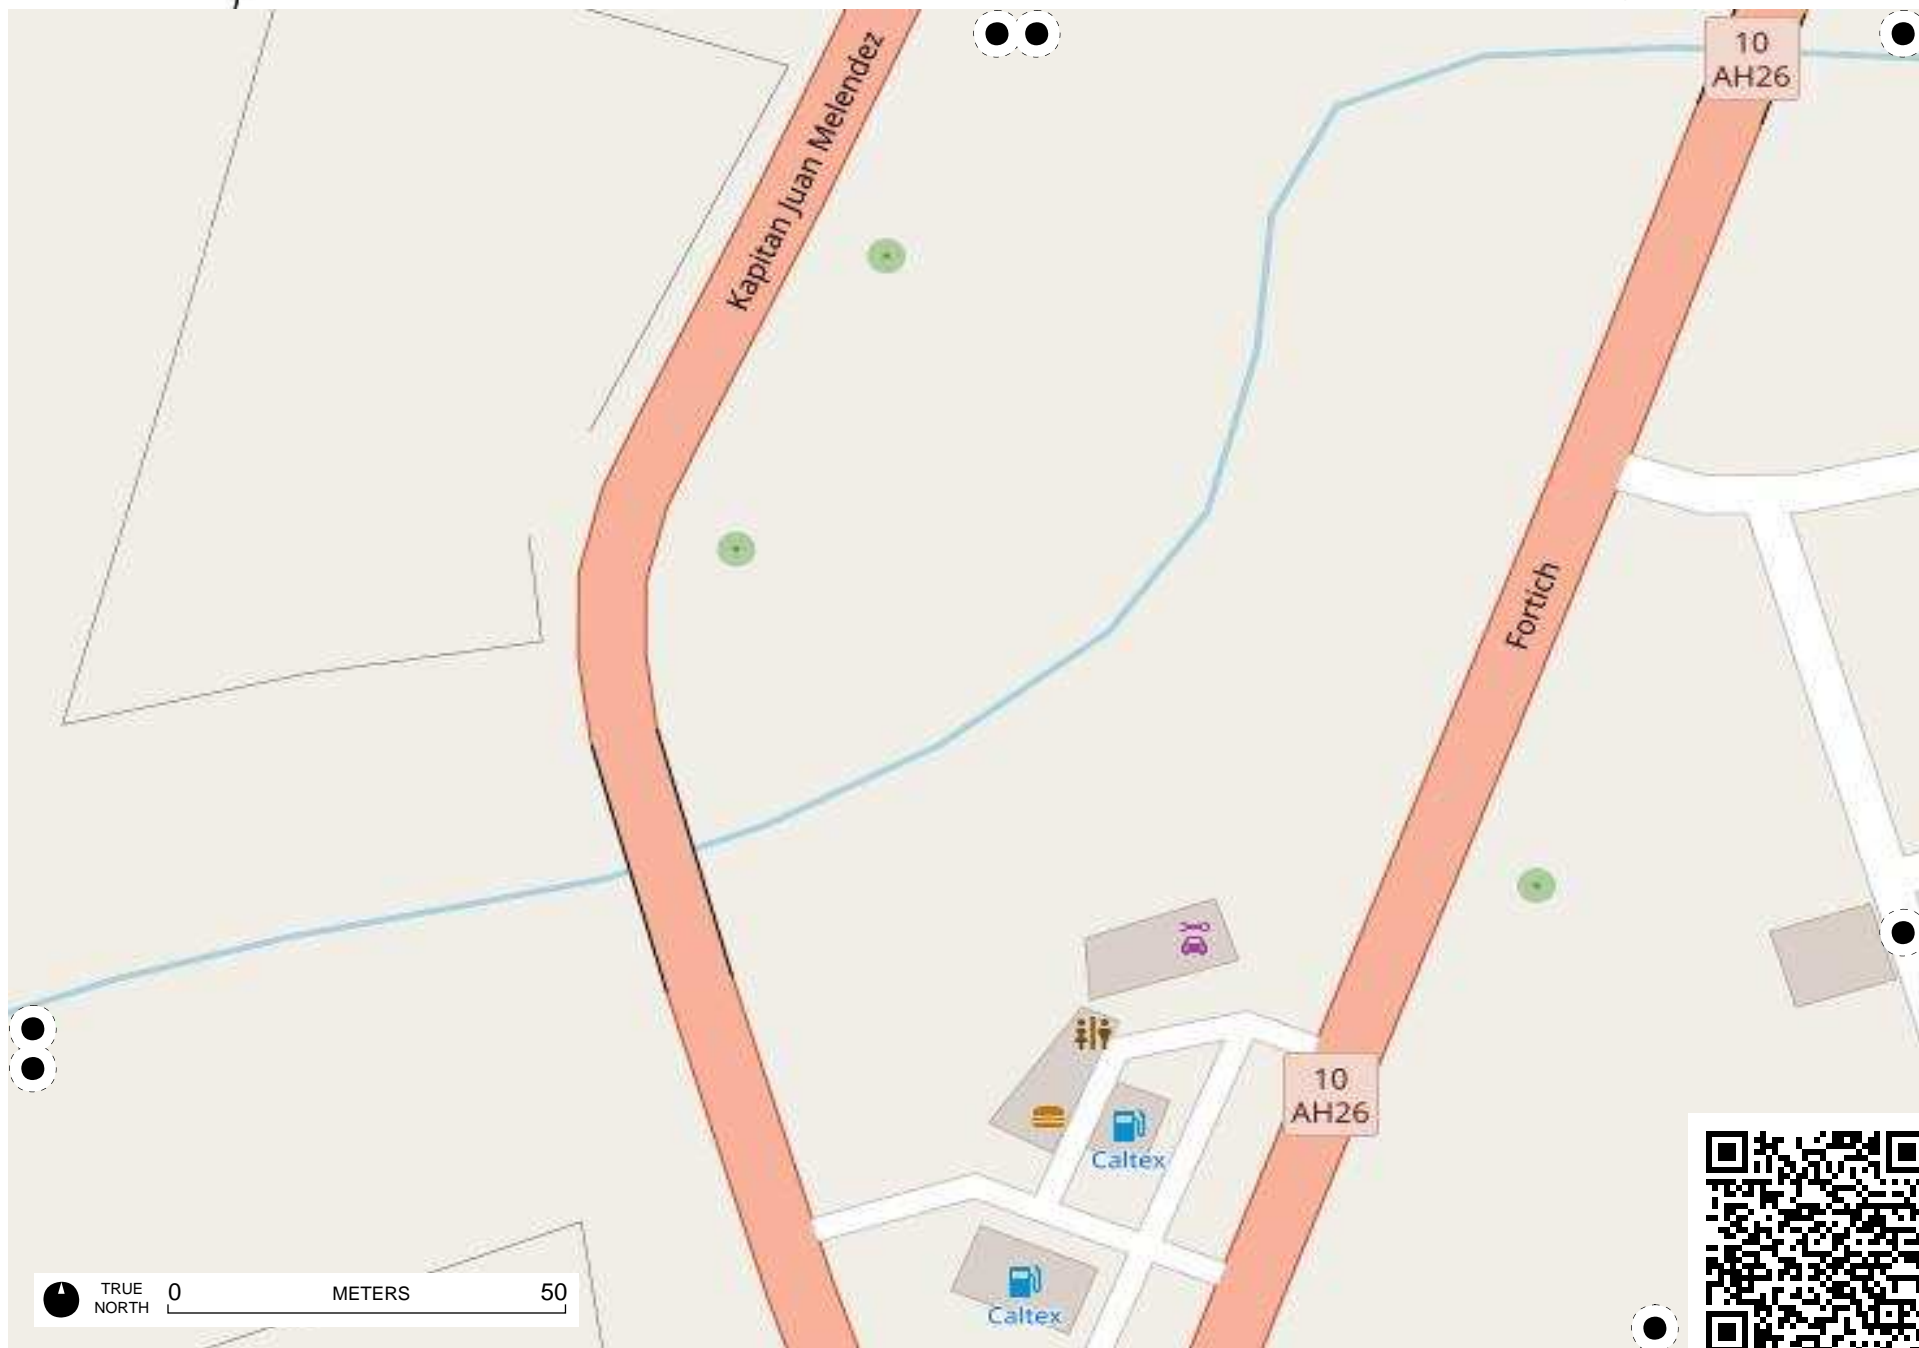 10
AH26
Kapitan Juan Melendez
Fortich
10
AH26
Caltex
Caltex
TRUE
NORTH
0 METERS 50